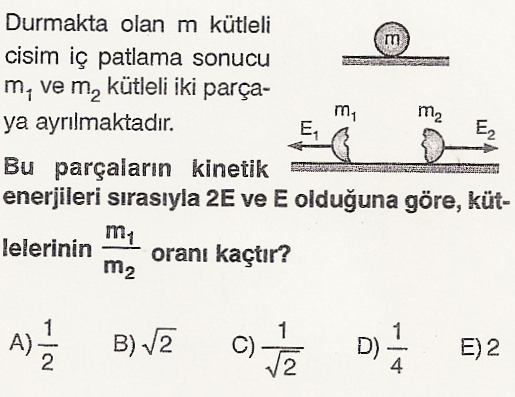 Durmakta olan m kütleli
cisim iç patlama sonucu
m₁ ve m₂ kütleli iki parça-
ya ayrılmaktadır.
m
m₁ m₂
E₁ E₂
Bu parçaların kinetik
enerjileri sırasıyla 2E ve E olduğuna göre, küt-
lelerinin m₁/m₂ oranı kaçtır?
A) 1/2 B) √2 C) 1/√2 D) 1/4 E) 2